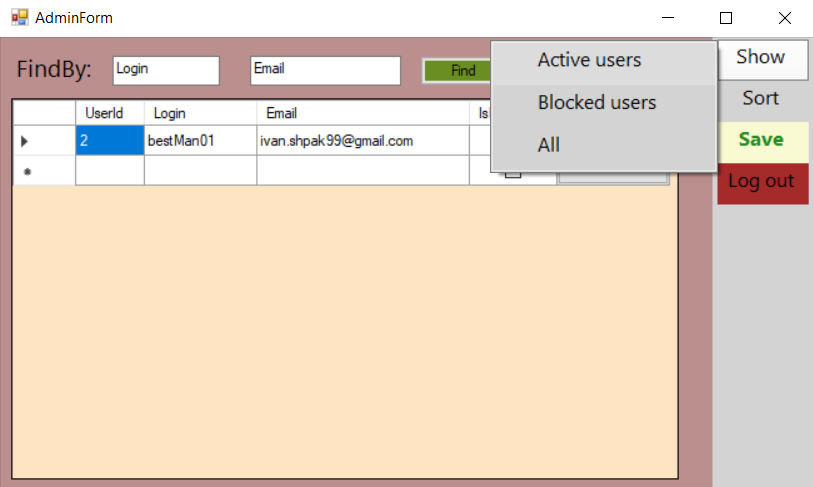 AdminForm
FindBy: Login Email Find
Active users
Blocked users
All
Show
Sort
Save
Log out
UserId Login Email Is
2 bestMan01 ivan.shpak99@gmail.com